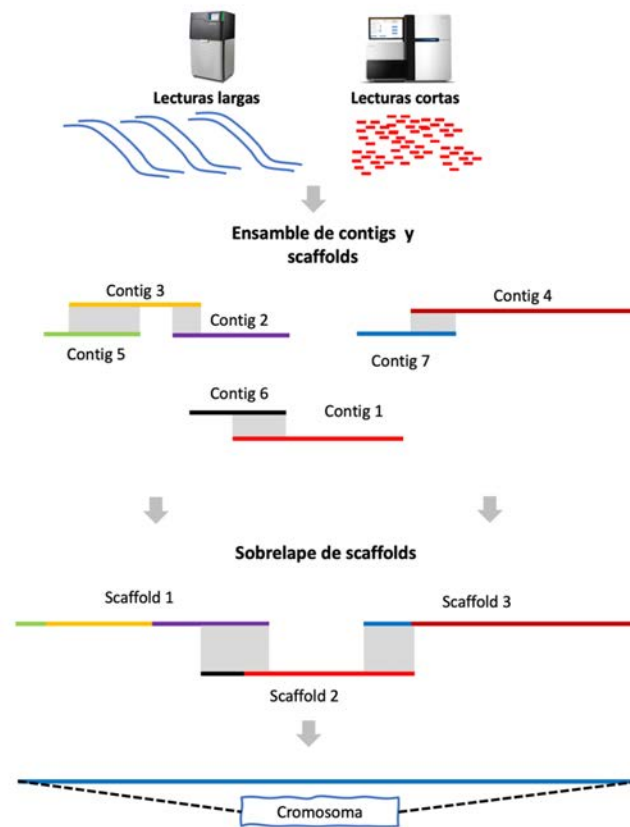 Lecturas largas
Lecturas cortas
Ensamble de contigs y
scaffolds
Contig 3
Contig 4
Contig 2
Contig 5
Contig 7
Contig 6
Contig 1
Sobrelape de scaffolds
Scaffold 1
Scaffold 3
Scaffold 2
Cromosoma